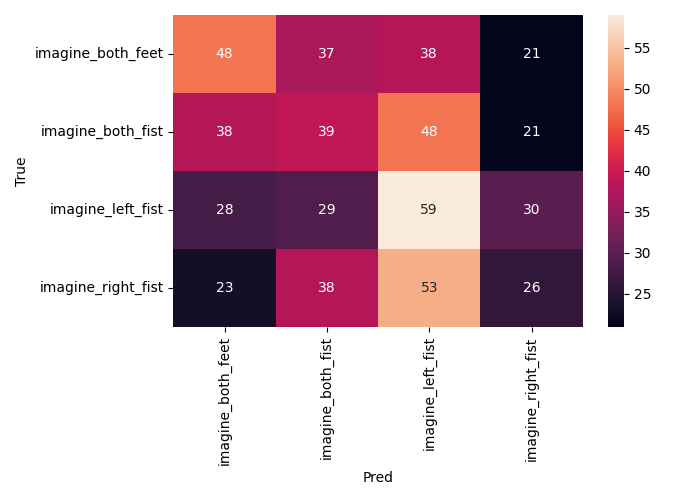 imagine_both_feet 48 37 38 21
imagine_both_fist 38 39 48 21
imagine_left_fist 28 29 59 30
imagine_right_fist 23 38 53 26
True
imagine_both_feet
imagine_both_fist
imagine_left_fist
imagine_right_fist
Pred
55
50
45
40
35
30
25